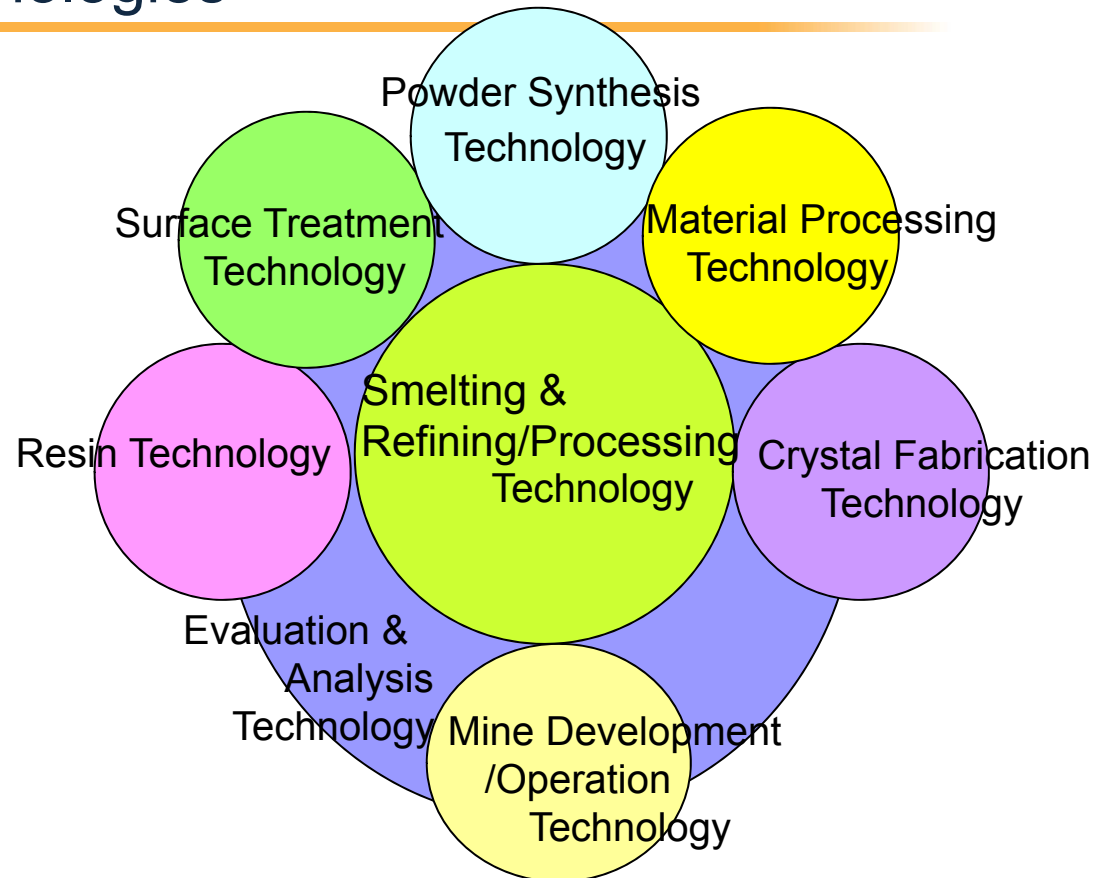 Powder Synthesis
Technology
Surface Treatment
Technology
Material Processing
Technology
Smelting &
Refining/Processing
Technology
Resin Technology
Crystal Fabrication
Technology
Evaluation &
Analysis
Technology
Mine Development
/Operation
Technology